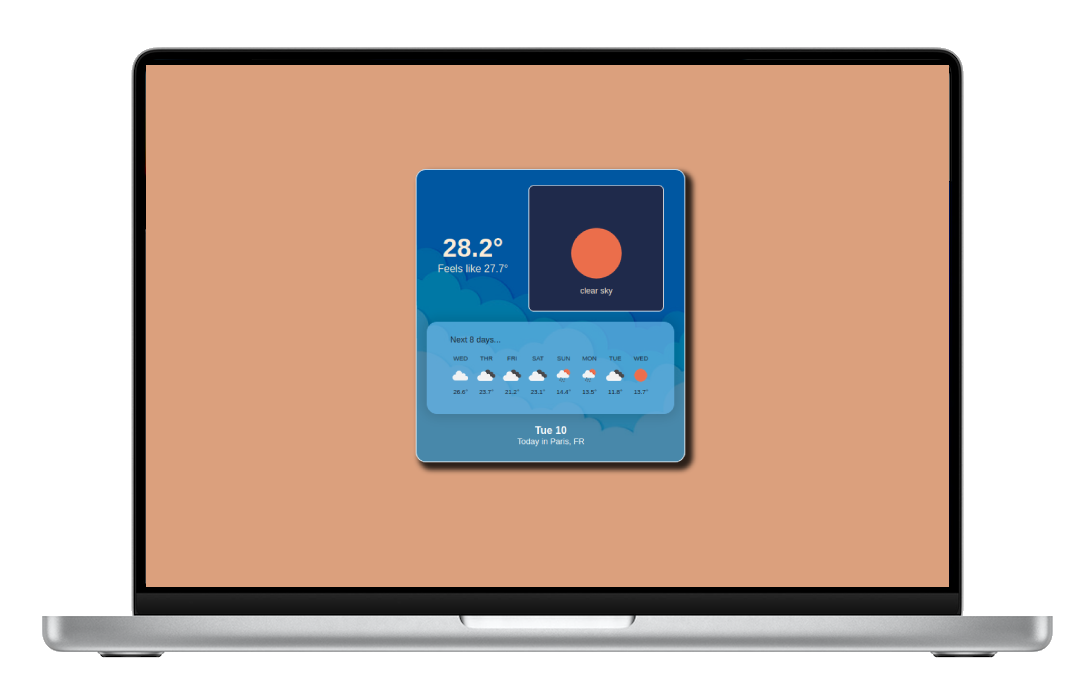 28.2°
Feels like 27.7°
clear sky
Next 8 days...
WED THR FRI SAT SUN MON TUE WED
26.6° 23.7° 21.2° 23.1° 14.4° 13.5° 11.8° 13.7°
Tue 10
Today in Paris, FR